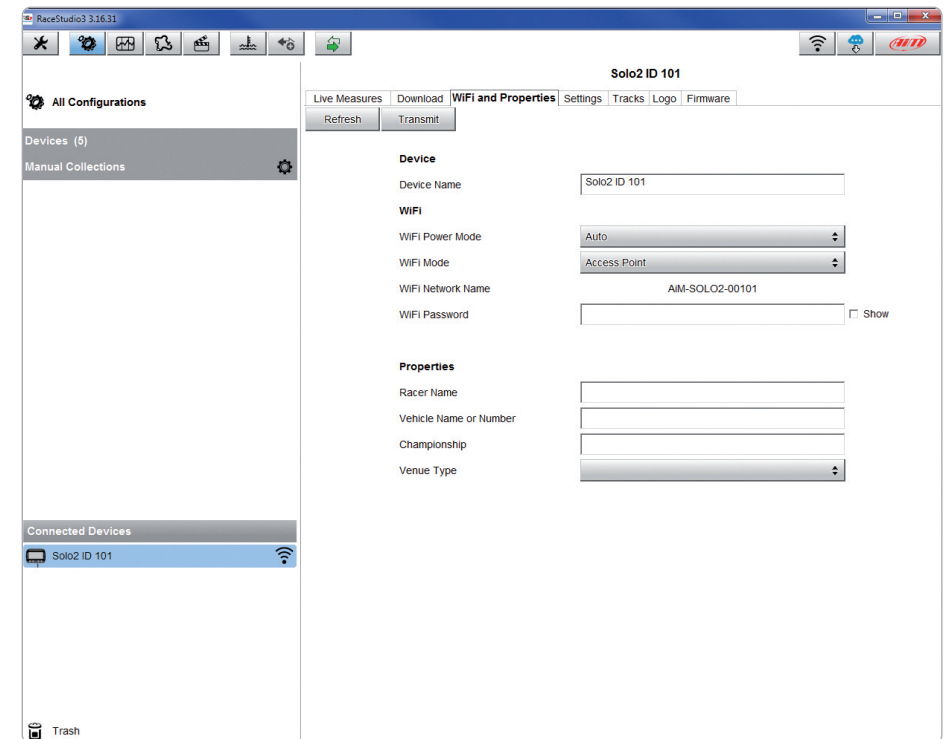 RaceStudio3 3.16.31
AiM
Solo2 ID 101
All Configurations
Live Measures Download WiFi and Properties Settings Tracks Logo Firmware
Refresh Transmit
Devices (5)
Manual Collections
Device
Device Name Solo2 ID 101
WiFi
WiFi Power Mode Auto
WiFi Mode Access Point
WiFi Network Name AiM-SOLO2-00101
WiFi Password Show
Properties
Racer Name
Vehicle Name or Number
Championship
Venue Type
Connected Devices
Solo2 ID 101
Trash